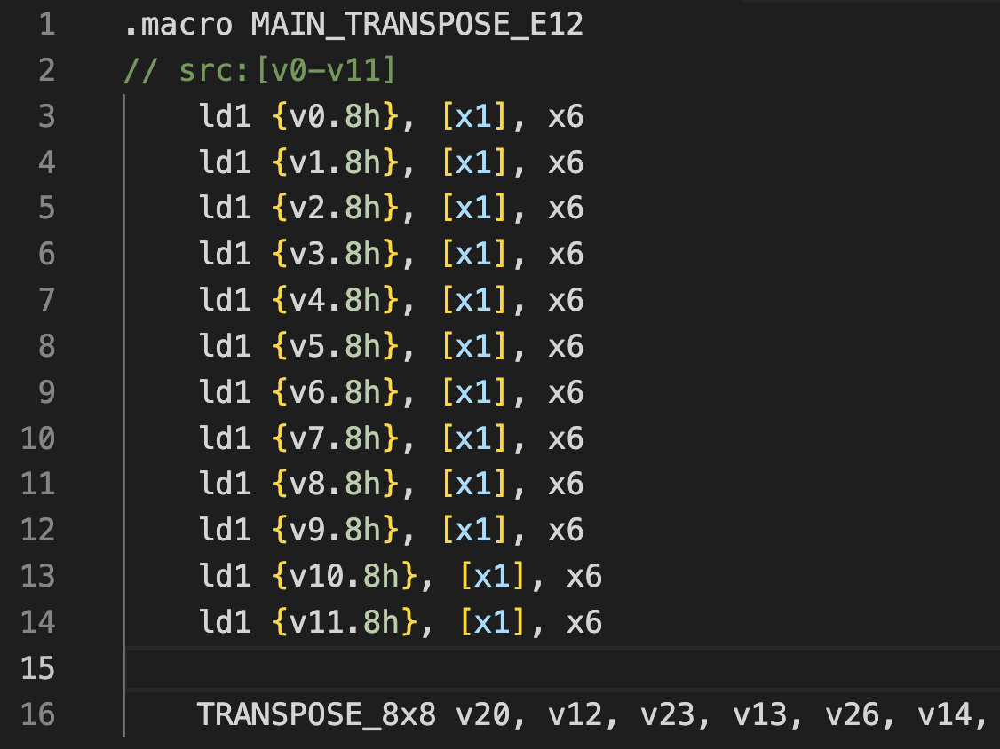 1 .macro MAIN_TRANSPOSE_E12
2 // src:[v0-v11]
3 ld1 {v0.8h}, [x1], x6
4 ld1 {v1.8h}, [x1], x6
5 ld1 {v2.8h}, [x1], x6
6 ld1 {v3.8h}, [x1], x6
7 ld1 {v4.8h}, [x1], x6
8 ld1 {v5.8h}, [x1], x6
9 ld1 {v6.8h}, [x1], x6
10 ld1 {v7.8h}, [x1], x6
11 ld1 {v8.8h}, [x1], x6
12 ld1 {v9.8h}, [x1], x6
13 ld1 {v10.8h}, [x1], x6
14 ld1 {v11.8h}, [x1], x6
15
16 TRANSPOSE_8x8 v20, v12, v23, v13, v26, v14,